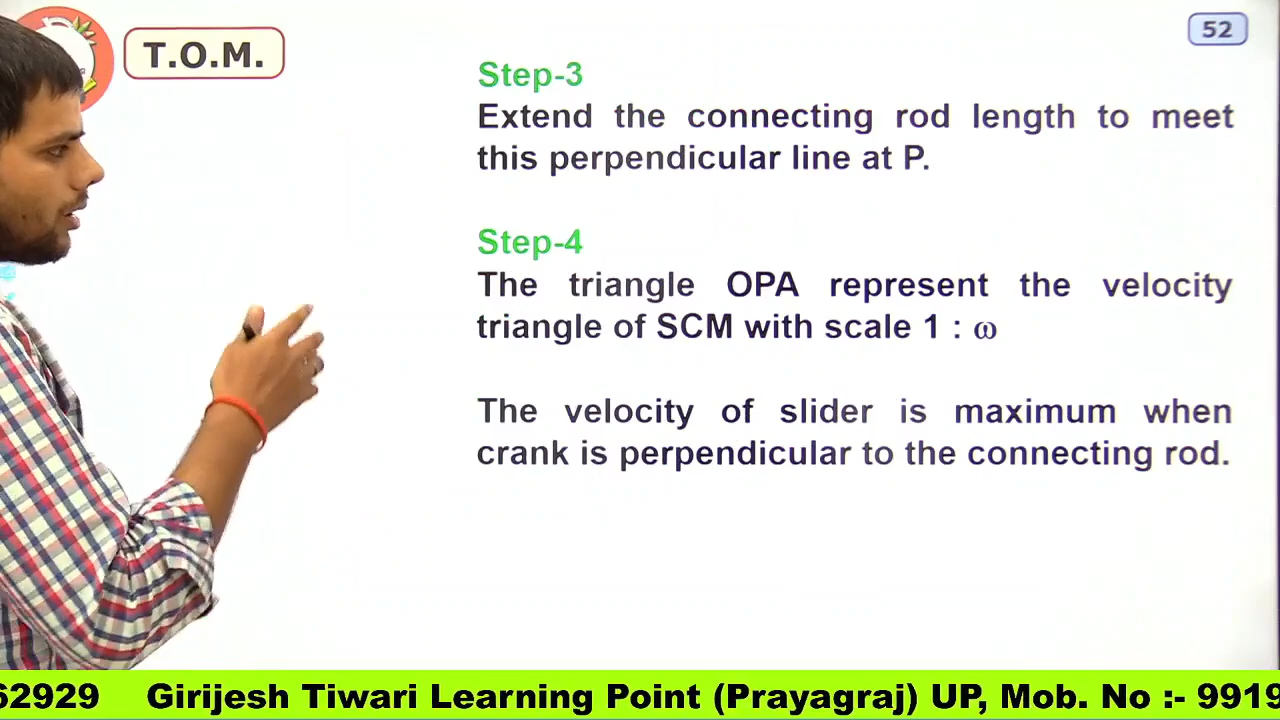 T.O.M.
52
Step-3
Extend the connecting rod length to meet
this perpendicular line at P.
Step-4
The triangle OPA represent the velocity
triangle of SCM with scale 1 : ω
The velocity of slider is maximum when
crank is perpendicular to the connecting rod.
62929 Girijesh Tiwari Learning Point (Prayagraj) UP, Mob. No :- 9919